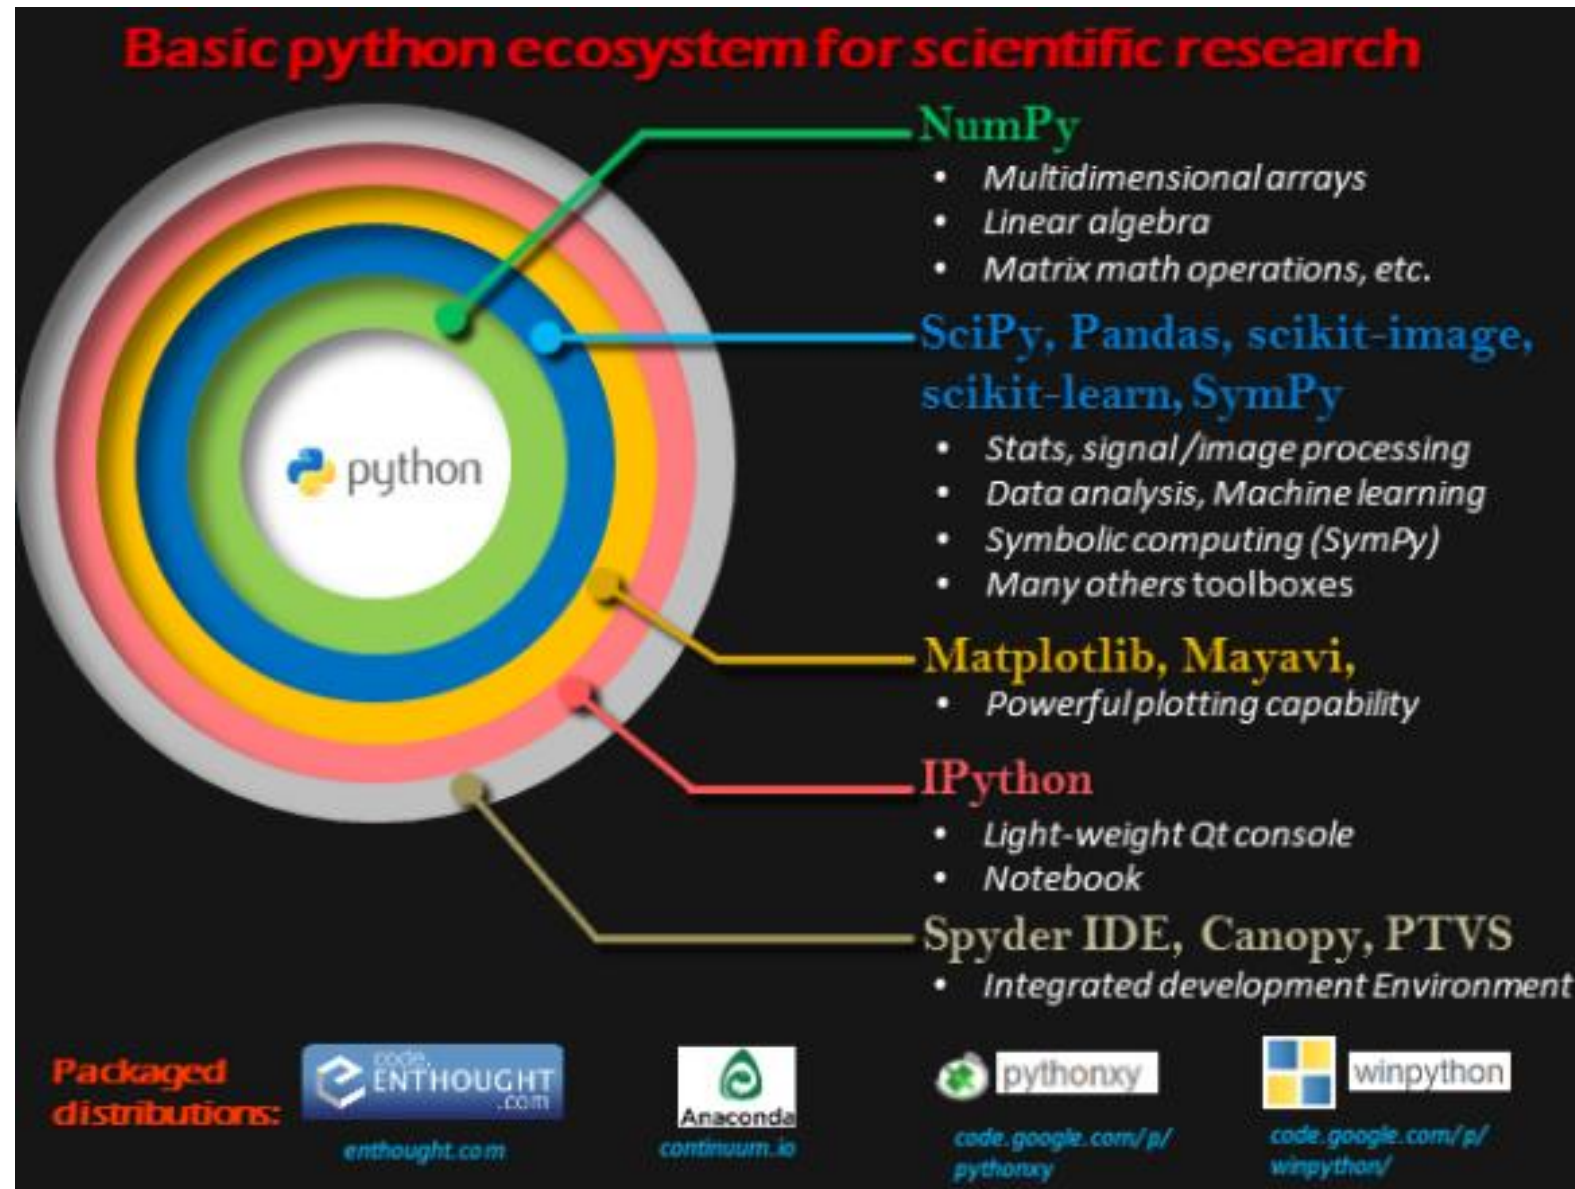 Basic python ecosystem for scientific research
NumPy
• Multidimensional arrays
• Linear algebra
• Matrix math operations, etc.
SciPy, Pandas, scikit-image,
scikit-learn, SymPy
• Stats, signal/image processing
• Data analysis, Machine learning
• Symbolic computing (SymPy)
• Many others toolboxes
python
Matplotlib, Mayavi,
• Powerful plotting capability
IPython
• Light-weight Qt console
• Notebook
Spyder IDE, Canopy, PTVS
• Integrated development Environment
Packaged
distributions:
code.
ENTHOUGHT
.com
enthought.com
Anaconda
continuum.io
pythonxy
code.google.com/p/
pythonxy
winpython
code.google.com/p/
winpython/